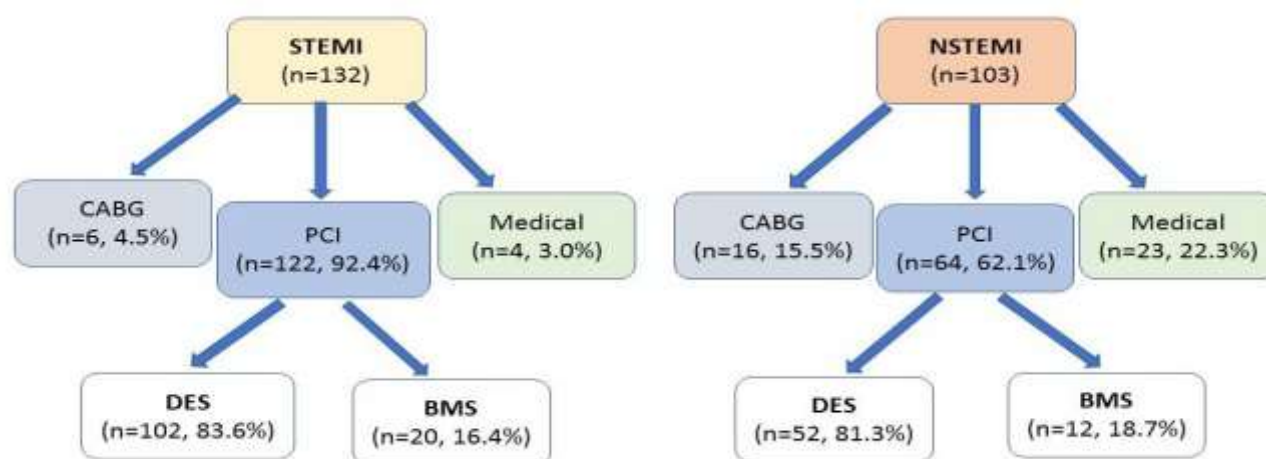 STEMI
(n=132)
CABG
(n=6, 4.5%)
PCI
(n=122, 92.4%)
Medical
(n=4, 3.0%)
DES
(n=102, 83.6%)
BMS
(n=20, 16.4%)
NSTEMI
(n=103)
CABG
(n=16, 15.5%)
PCI
(n=64, 62.1%)
Medical
(n=23, 22.3%)
DES
(n=52, 81.3%)
BMS
(n=12, 18.7%)